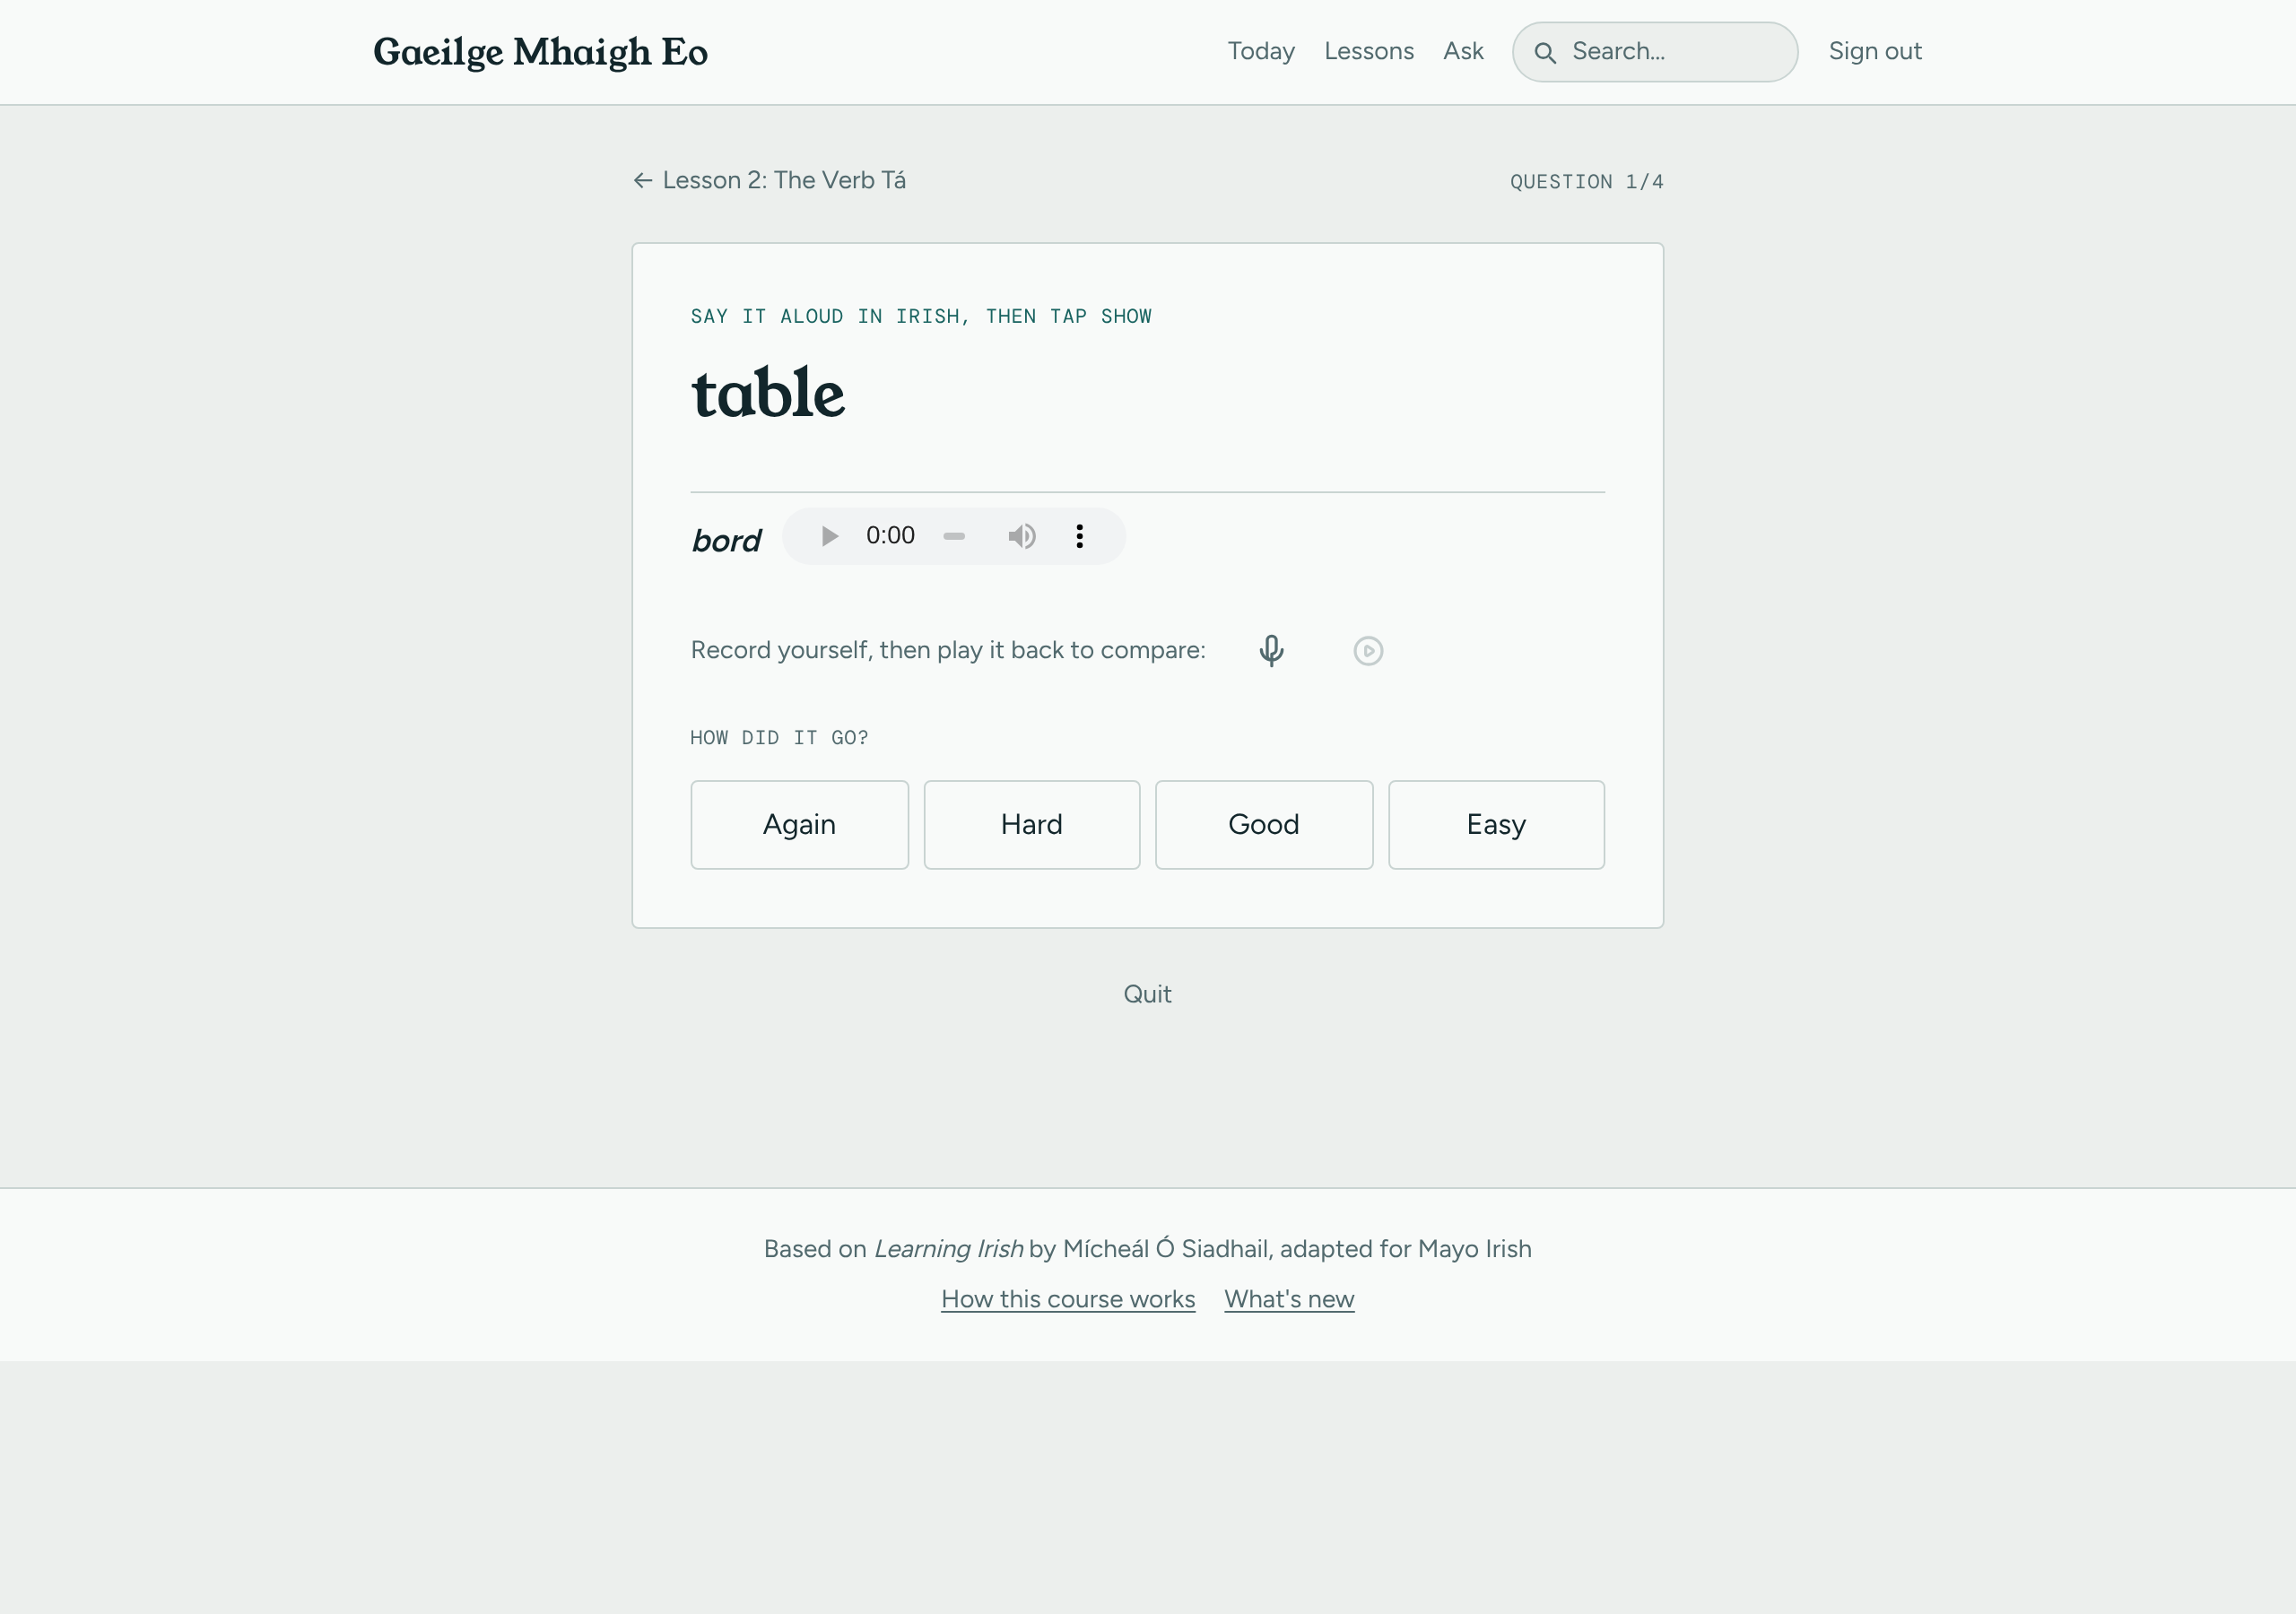 Gaeilge Mhaigh Eo
Today Lessons Ask Search... Sign out
← Lesson 2: The Verb Tá QUESTION 1/4
SAY IT ALOUD IN IRISH, THEN TAP SHOW
table
bord 0:00
Record yourself, then play it back to compare:
HOW DID IT GO?
Again Hard Good Easy
Quit
Based on Learning Irish by Mícheál Ó Siadhail, adapted for Mayo Irish
How this course works What's new